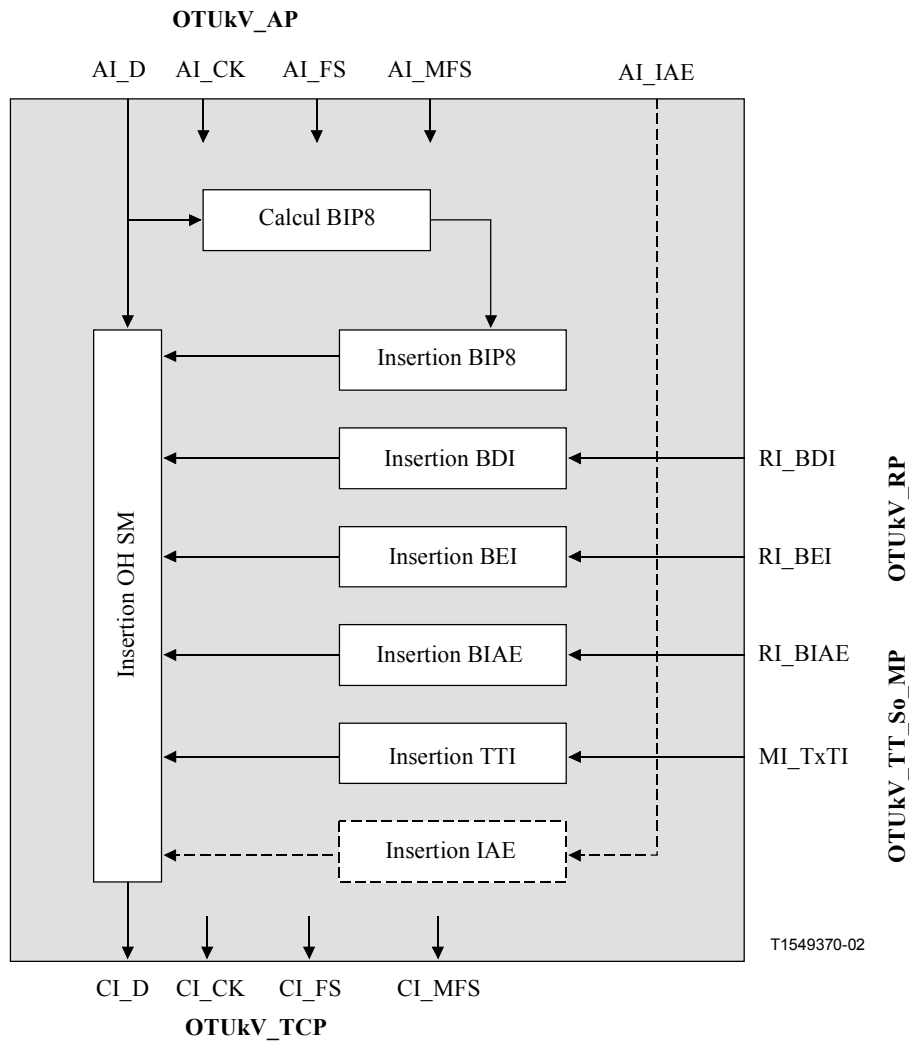 OTUkV_AP
AI_D AI_CK AI_FS AI_MFS AI_IAE
Calcul BIP8
Insertion BIP8
Insertion BDI
RI_BDI
Insertion BEI
RI_BEI
Insertion BIAE
RI_BIAE
Insertion TTI
MI_TxTI
Insertion IAE
Insertion OH SM
OTUkV_RP
OTUkV_TT_So_MP
T1549370-02
CI_D CI_CK CI_FS CI_MFS
OTUkV_TCP